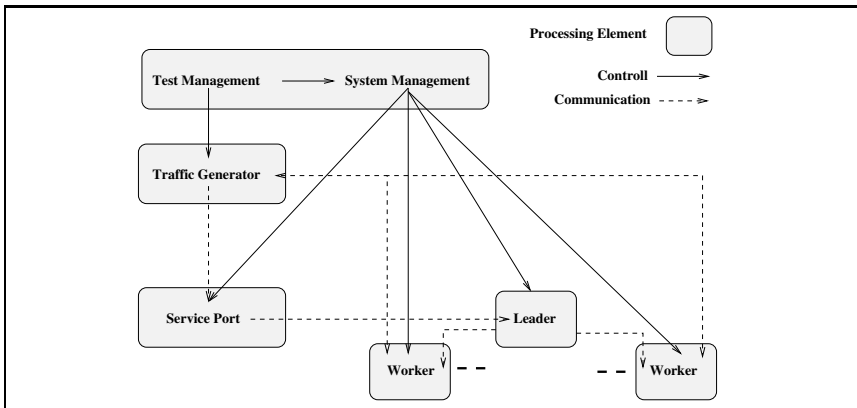 Processing Element
Test Management
System Management
Controll
Communication
Traffic Generator
Service Port
Leader
Worker
Worker